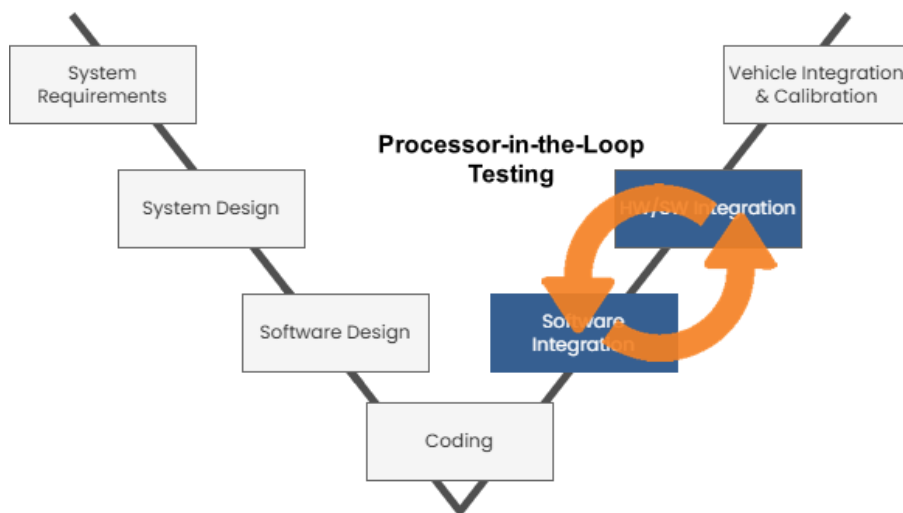 System
Requirements
Vehicle Integration
& Calibration
Processor-in-the-Loop
Testing
System Design
HW/SW Integration
Software Design
Software
Integration
Coding